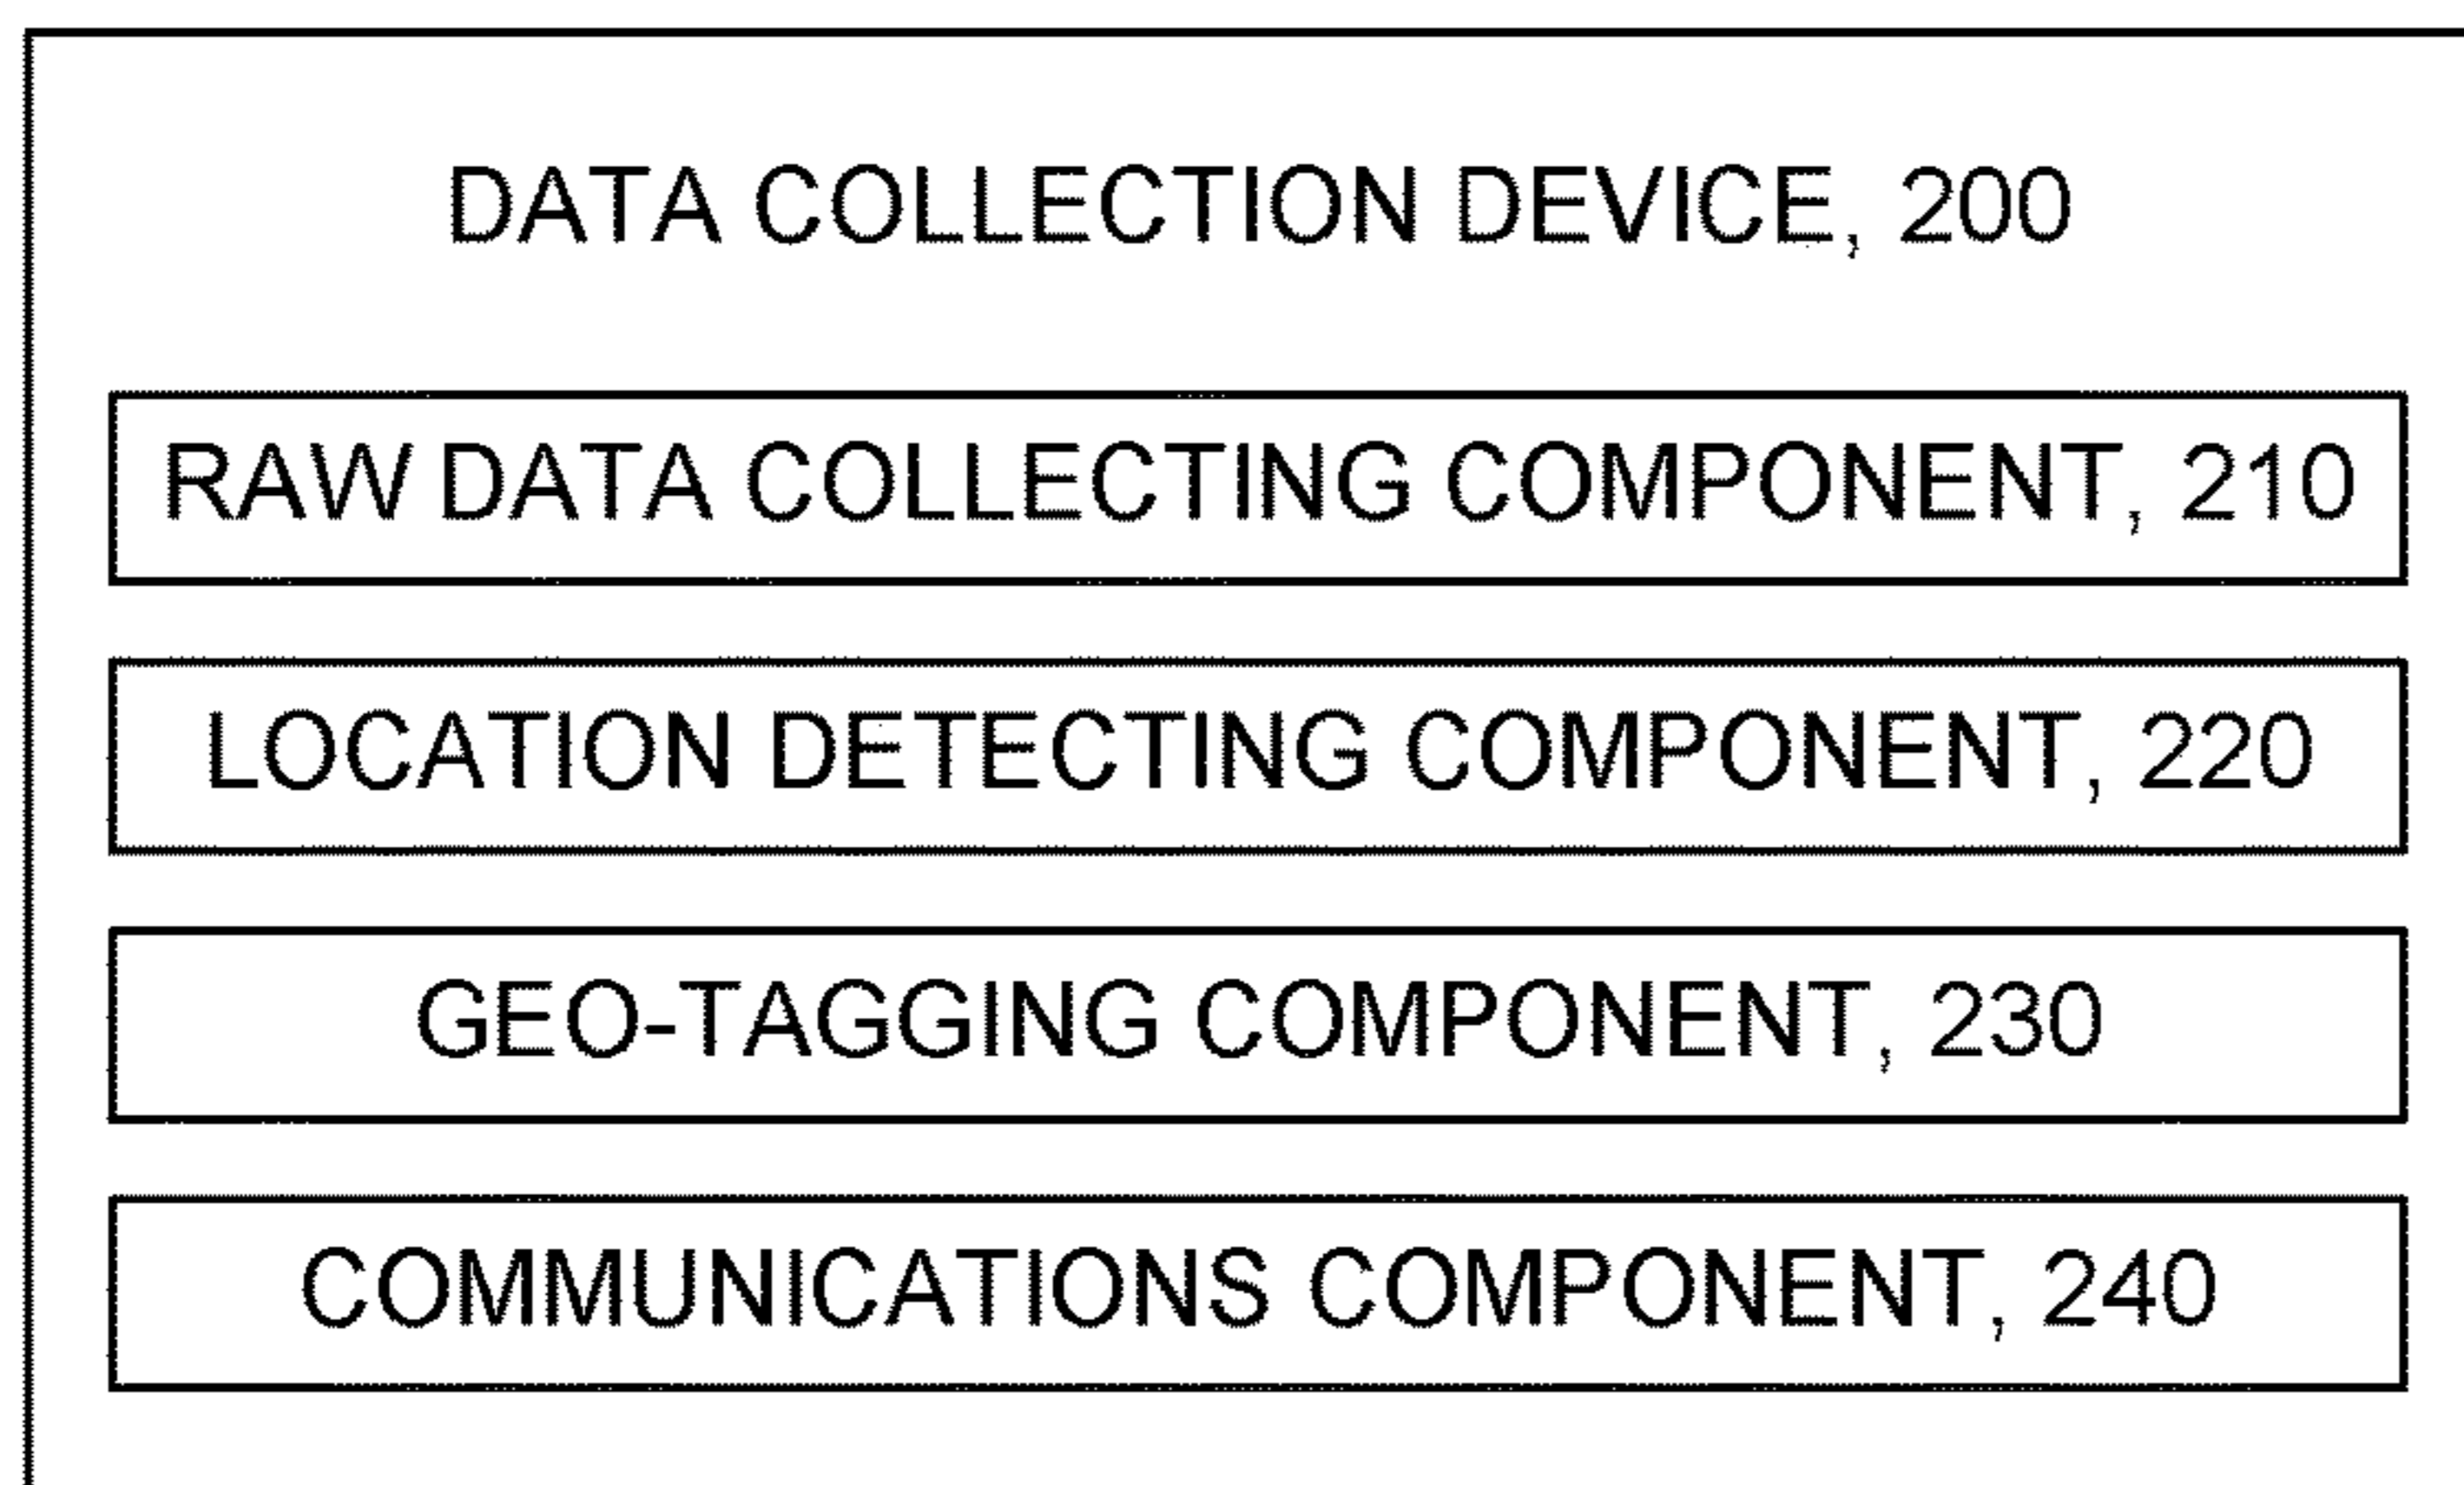 DATA COLLECTION DEVICE, 200
RAW DATA COLLECTING COMPONENT, 210
LOCATION DETECTING COMPONENT, 220
GEO-TAGGING COMPONENT, 230
COMMUNICATIONS COMPONENT, 240